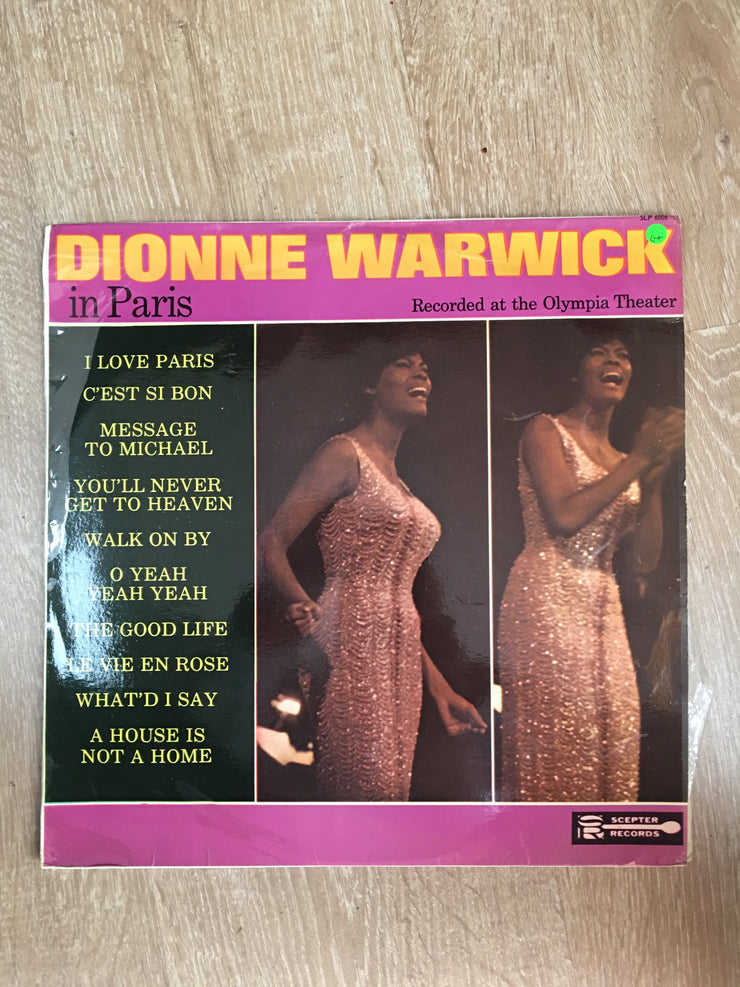 SLP 6006
DIONNE WARWICK
G+
in Paris
Recorded at the Olympia Theater
I LOVE PARIS
C'EST SI BON
MESSAGE
TO MICHAEL
YOU'LL NEVER
GET TO HEAVEN
WALK ON BY
O YEAH
YEAH YEAH
THE GOOD LIFE
LE VIE EN ROSE
WHAT'D I SAY
A HOUSE IS
NOT A HOME
SCEPTER
RECORDS